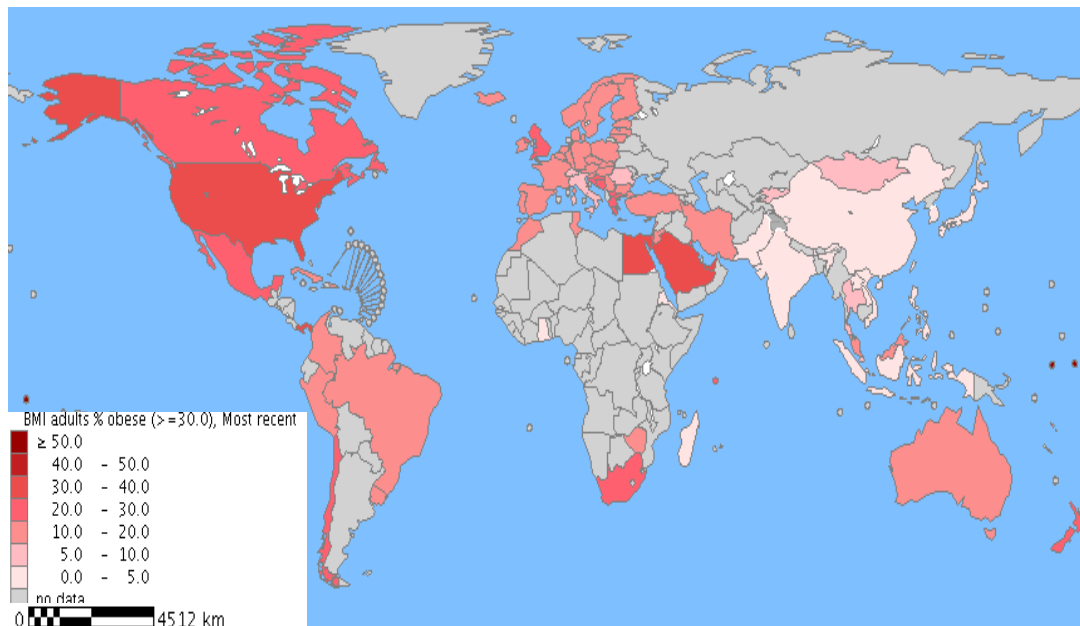 BMI adults % obese (>=30.0), Most recent
≥ 50.0
40.0 - 50.0
30.0 - 40.0
20.0 - 30.0
10.0 - 20.0
5.0 - 10.0
0.0 - 5.0
no data
0 4512 km